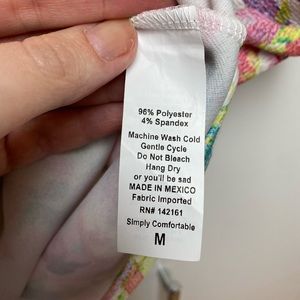 96% Polyester
4% Spandex
Machine Wash Cold
Gentle Cycle
Do Not Bleach
Hang Dry
or you'll be sad
MADE IN MEXICO
Fabric Imported
RN# 142161
Simply Comfortable
M